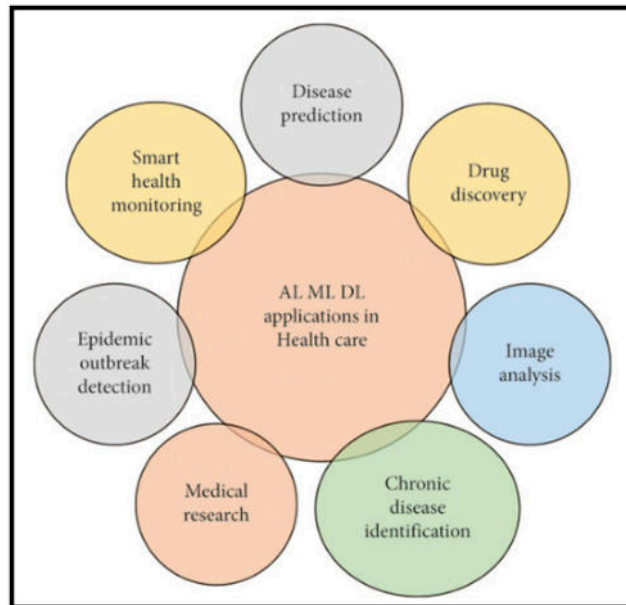 Disease
prediction
Smart
health
monitoring
Drug
discovery
AL ML DL
applications in
Health care
Epidemic
outbreak
detection
Image
analysis
Medical
research
Chronic
disease
identification